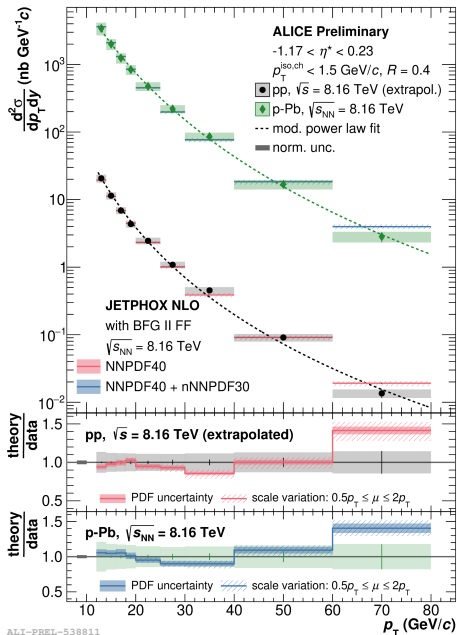 ALICE Preliminary
-1.17 < η* < 0.23
p_T^iso,ch < 1.5 GeV/c, R = 0.4
pp, √s = 8.16 TeV (extrapol.)
p-Pb, √s_NN = 8.16 TeV
mod. power law fit
norm. unc.
d²σ/dp_Tdy (nb GeV⁻¹c)
10³
10²
10
1
10⁻¹
10⁻²
JETPHOX NLO
with BFG II FF
√s_NN = 8.16 TeV
NNPDF40
NNPDF40 + nNNPDF30
theory/data
1.5
1.0
0.5
pp, √s = 8.16 TeV (extrapolated)
PDF uncertainty
scale variation: 0.5p_T ≤ μ ≤ 2p_T
theory/data
1.5
1.0
0.5
p-Pb, √s_NN = 8.16 TeV
PDF uncertainty
scale variation: 0.5p_T ≤ μ ≤ 2p_T
10 20 30 40 50 60 70 80
p_T (GeV/c)
ALI-PREL-538811